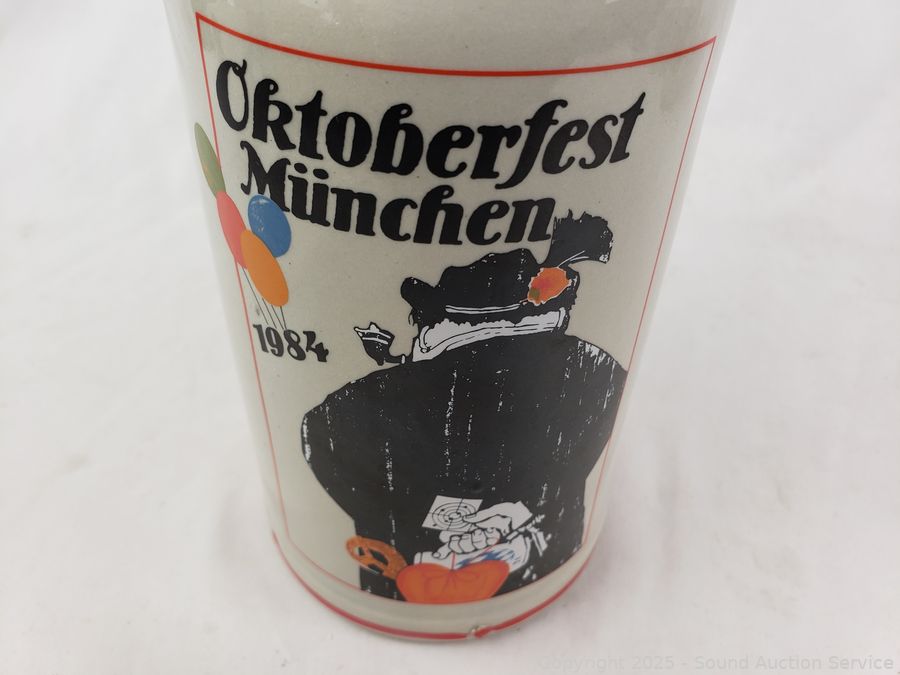 Oktoberfest
München
1984
Copyright 2025 - Sound Auction Service